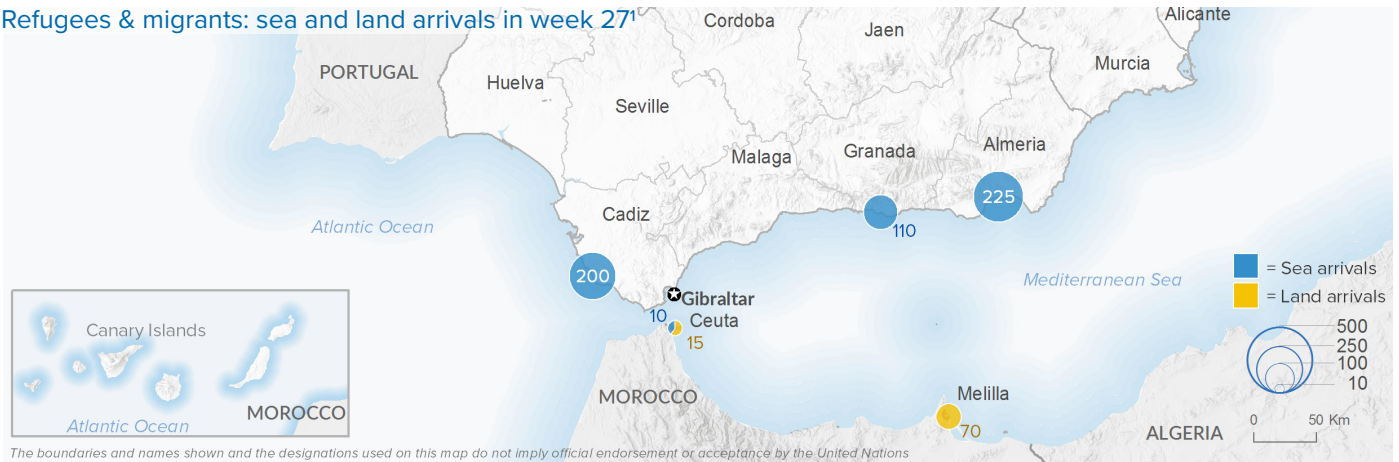 Refugees & migrants: sea and land arrivals in week 27¹
Cordoba
Alicante
Jaen
PORTUGAL
Huelva
Murcia
Seville
Malaga
Granada
Almeria
225
Cadiz
110
Atlantic Ocean
200
Mediterranean Sea
= Sea arrivals
= Land arrivals
Gibraltar
10
Ceuta
15
Canary Islands
500
250
100
10
MOROCCO
Melilla
70
MOROCCO
Atlantic Ocean
0 50 Km
ALGERIA
The boundaries and names shown and the designations used on this map do not imply official endorsement or acceptance by the United Nations